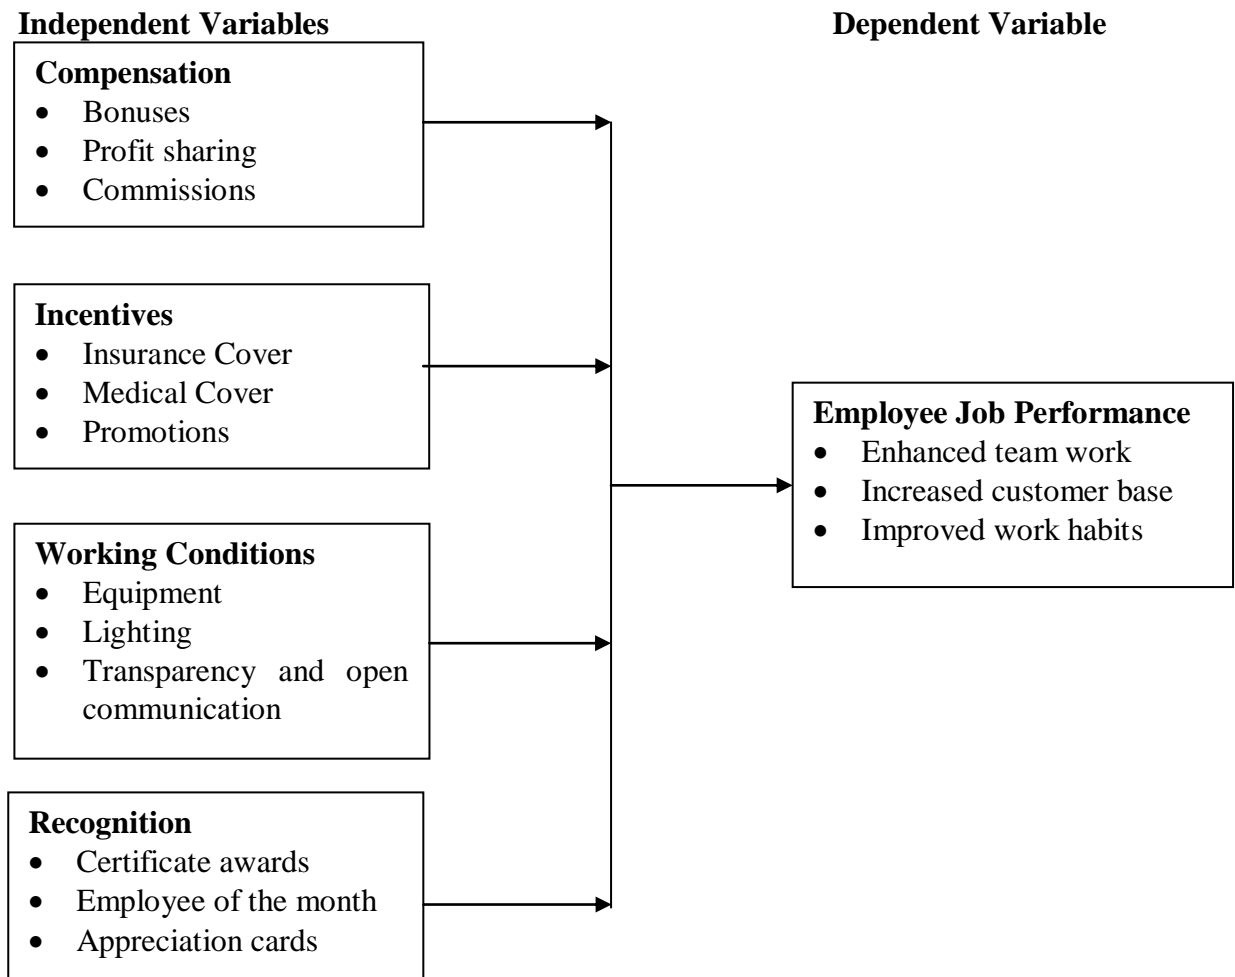 Independent Variables
Dependent Variable
Compensation
• Bonuses
• Profit sharing
• Commissions
Incentives
• Insurance Cover
• Medical Cover
• Promotions
Employee Job Performance
• Enhanced team work
• Increased customer base
• Improved work habits
Working Conditions
• Equipment
• Lighting
• Transparency and open
communication
Recognition
• Certificate awards
• Employee of the month
• Appreciation cards